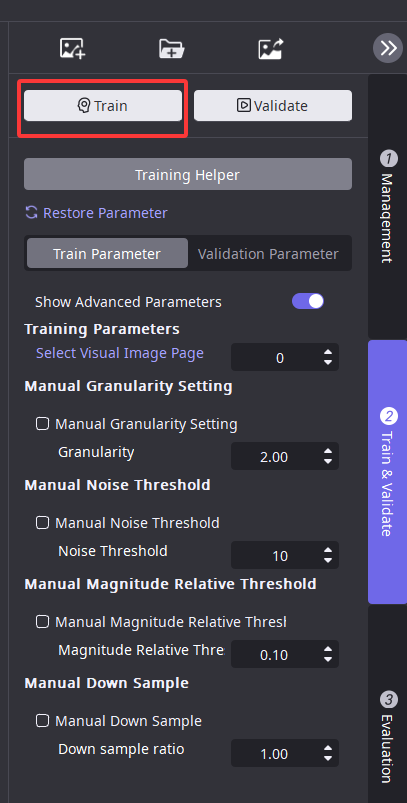 Train
Validate
Training Helper
Restore Parameter
Train Parameter
Validation Parameter
Show Advanced Parameters
Training Parameters
Select Visual Image Page
0
Manual Granularity Setting
Manual Granularity Setting
Granularity
2.00
Manual Noise Threshold
Manual Noise Threshold
Noise Threshold
10
Manual Magnitude Relative Threshold
Manual Magnitude Relative Thresl
Magnitude Relative Thre
0.10
Manual Down Sample
Manual Down Sample
Down sample ratio
1.00
1
Management
2
Train & Validate
3
Evaluation